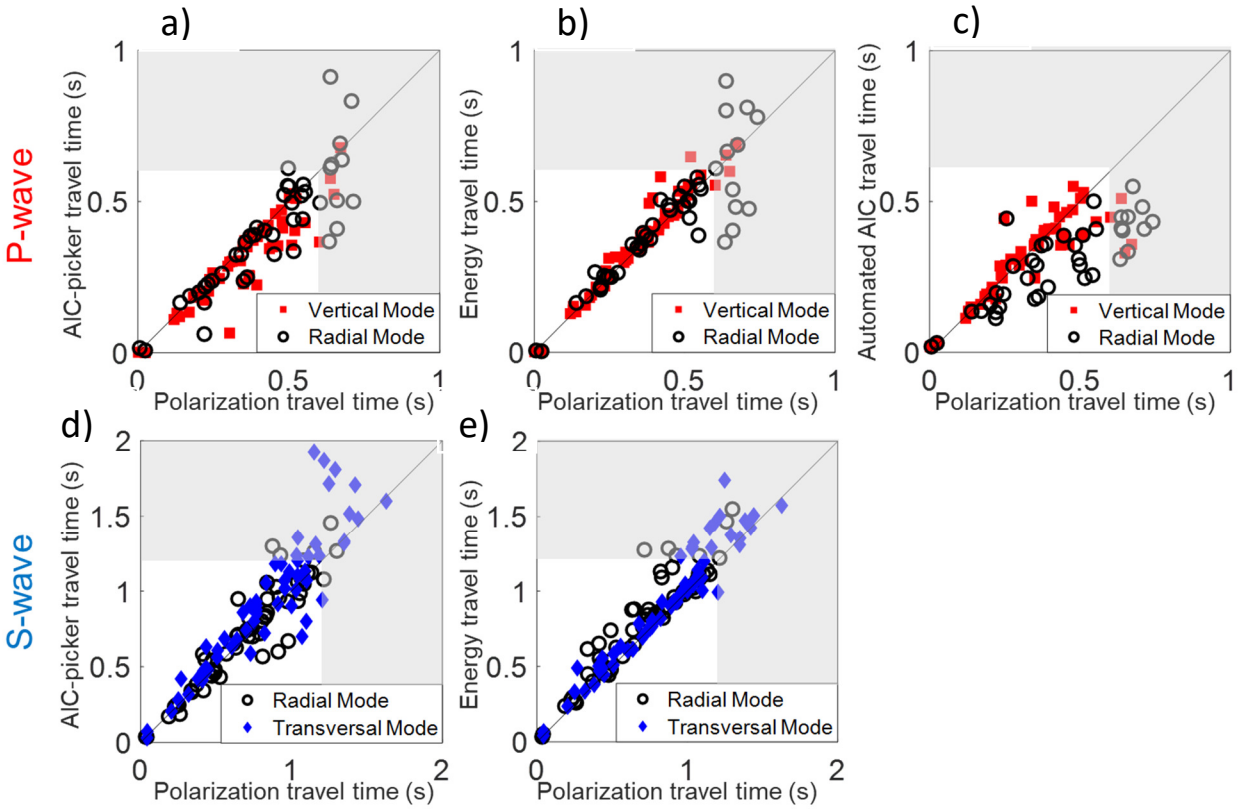 a)
b)
c)
P-wave
AIC-picker travel time (s)
1
0.5
0
Vertical Mode
Radial Mode
0
0.5
1
Polarization travel time (s)
Energy travel time (s)
1
0.5
0
Vertical Mode
Radial Mode
0
0.5
1
Polarization travel time (s)
Automated AIC travel time (s)
1
0.5
0
Vertical Mode
Radial Mode
0
0.5
1
Polarization travel time (s)
d)
e)
S-wave
AIC-picker travel time (s)
2
1.5
1
0.5
0
Radial Mode
Transversal Mode
0
1
2
Polarization travel time (s)
Energy travel time (s)
2
1.5
1
0.5
0
Radial Mode
Transversal Mode
0
1
2
Polarization travel time (s)